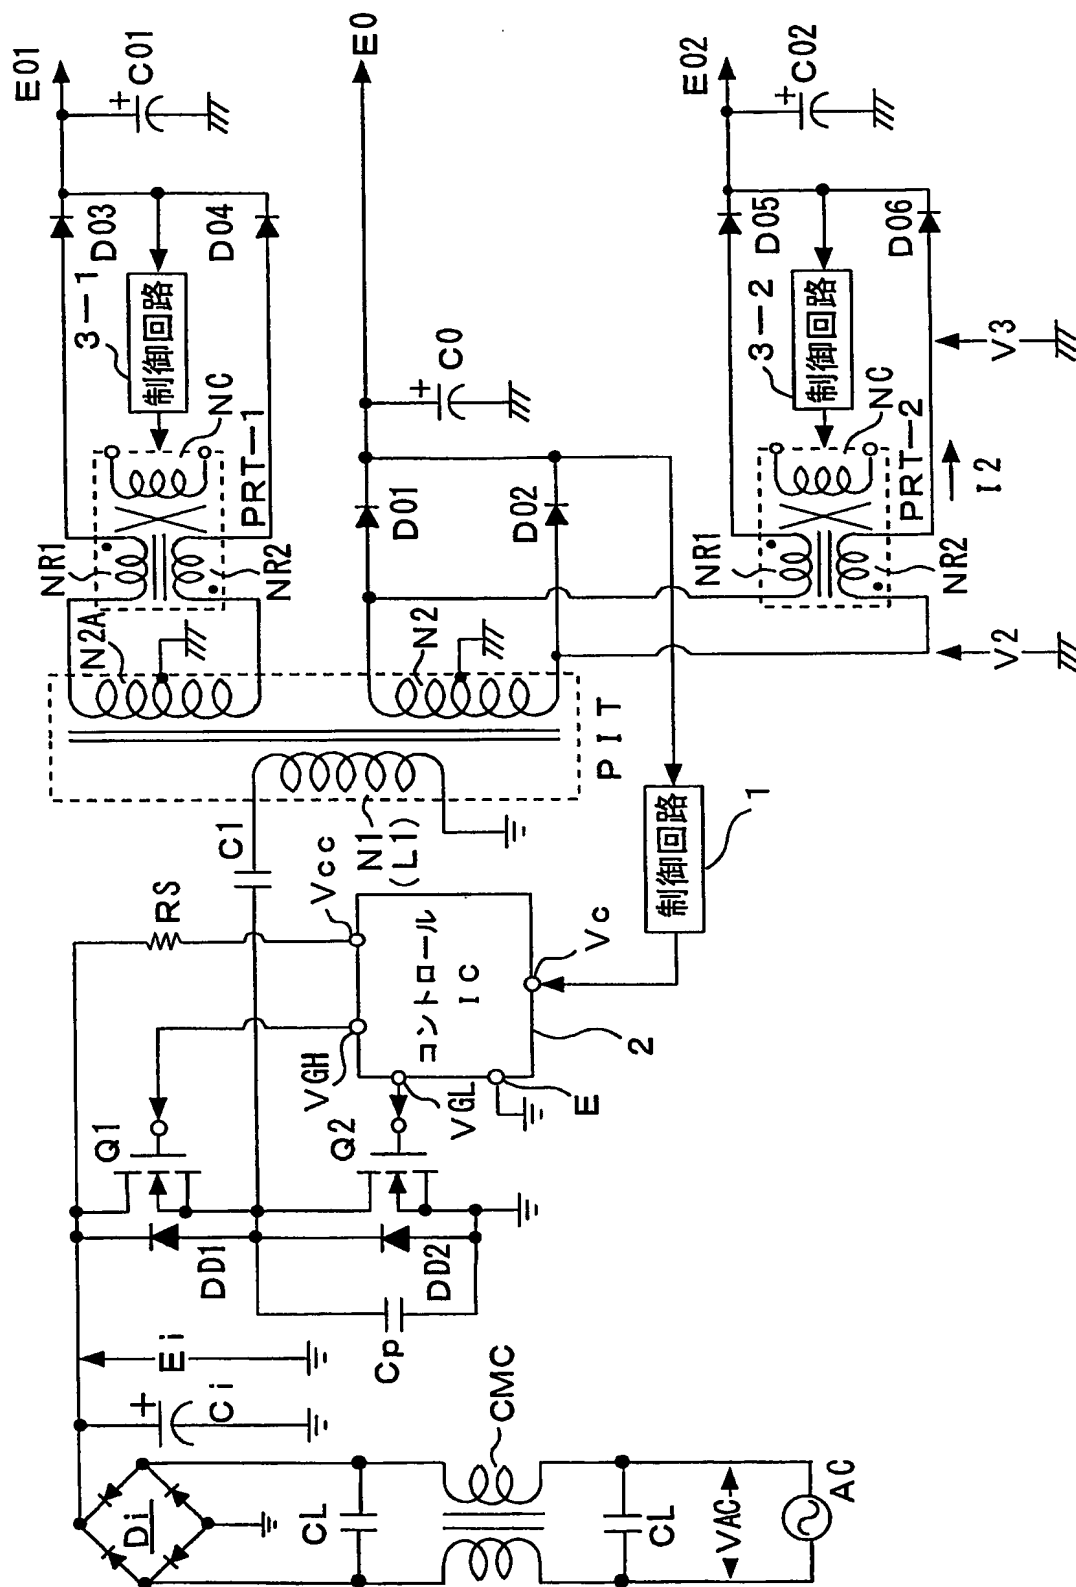 AC
VAC
CL
CMC
CL
Di
Ci
+
Ei
Cp
DD1
DD2
Q1
Q2
VGH
VGL
E
コントロール
IC
2
Vcc
Vc
RS
C1
N1
(L1)
制御回路
1
PIT
N2A
N2
NR1
NR2
PRT-1
NC
制御回路
3-1
D03
D04
+
C01
E01
D01
D02
+
C0
E0
NR1
NR2
PRT-2
NC
制御回路
3-2
D05
D06
+
C02
E02
V2
I2
V3